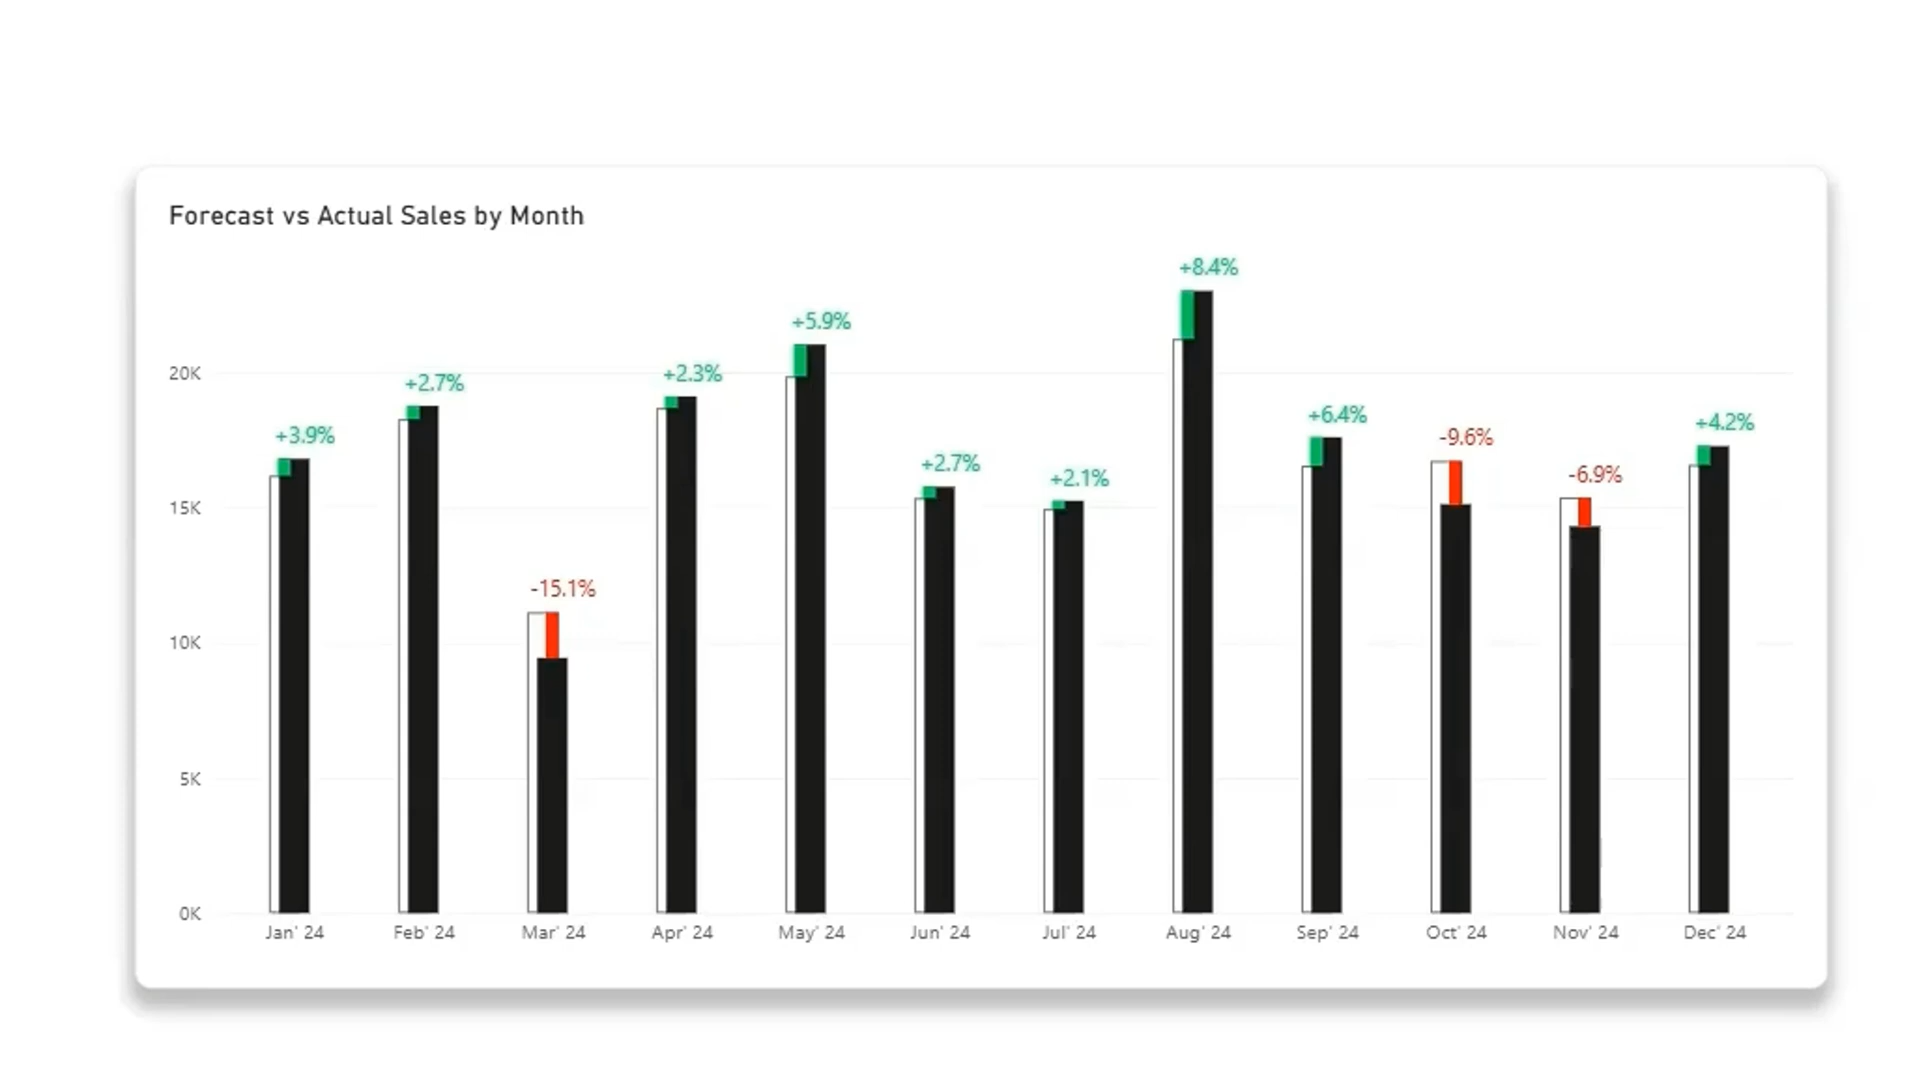 Forecast vs Actual Sales by Month
+8.4%
+5.9%
20K
+2.7%
+2.3%
+3.9%
+6.4%
-9.6%
+4.2%
+2.7%
+2.1%
-6.9%
15K
-15.1%
10K
5K
0K
Jan' 24 Feb' 24 Mar' 24 Apr' 24 May' 24 Jun' 24 Jul' 24 Aug' 24 Sep' 24 Oct' 24 Nov' 24 Dec' 24